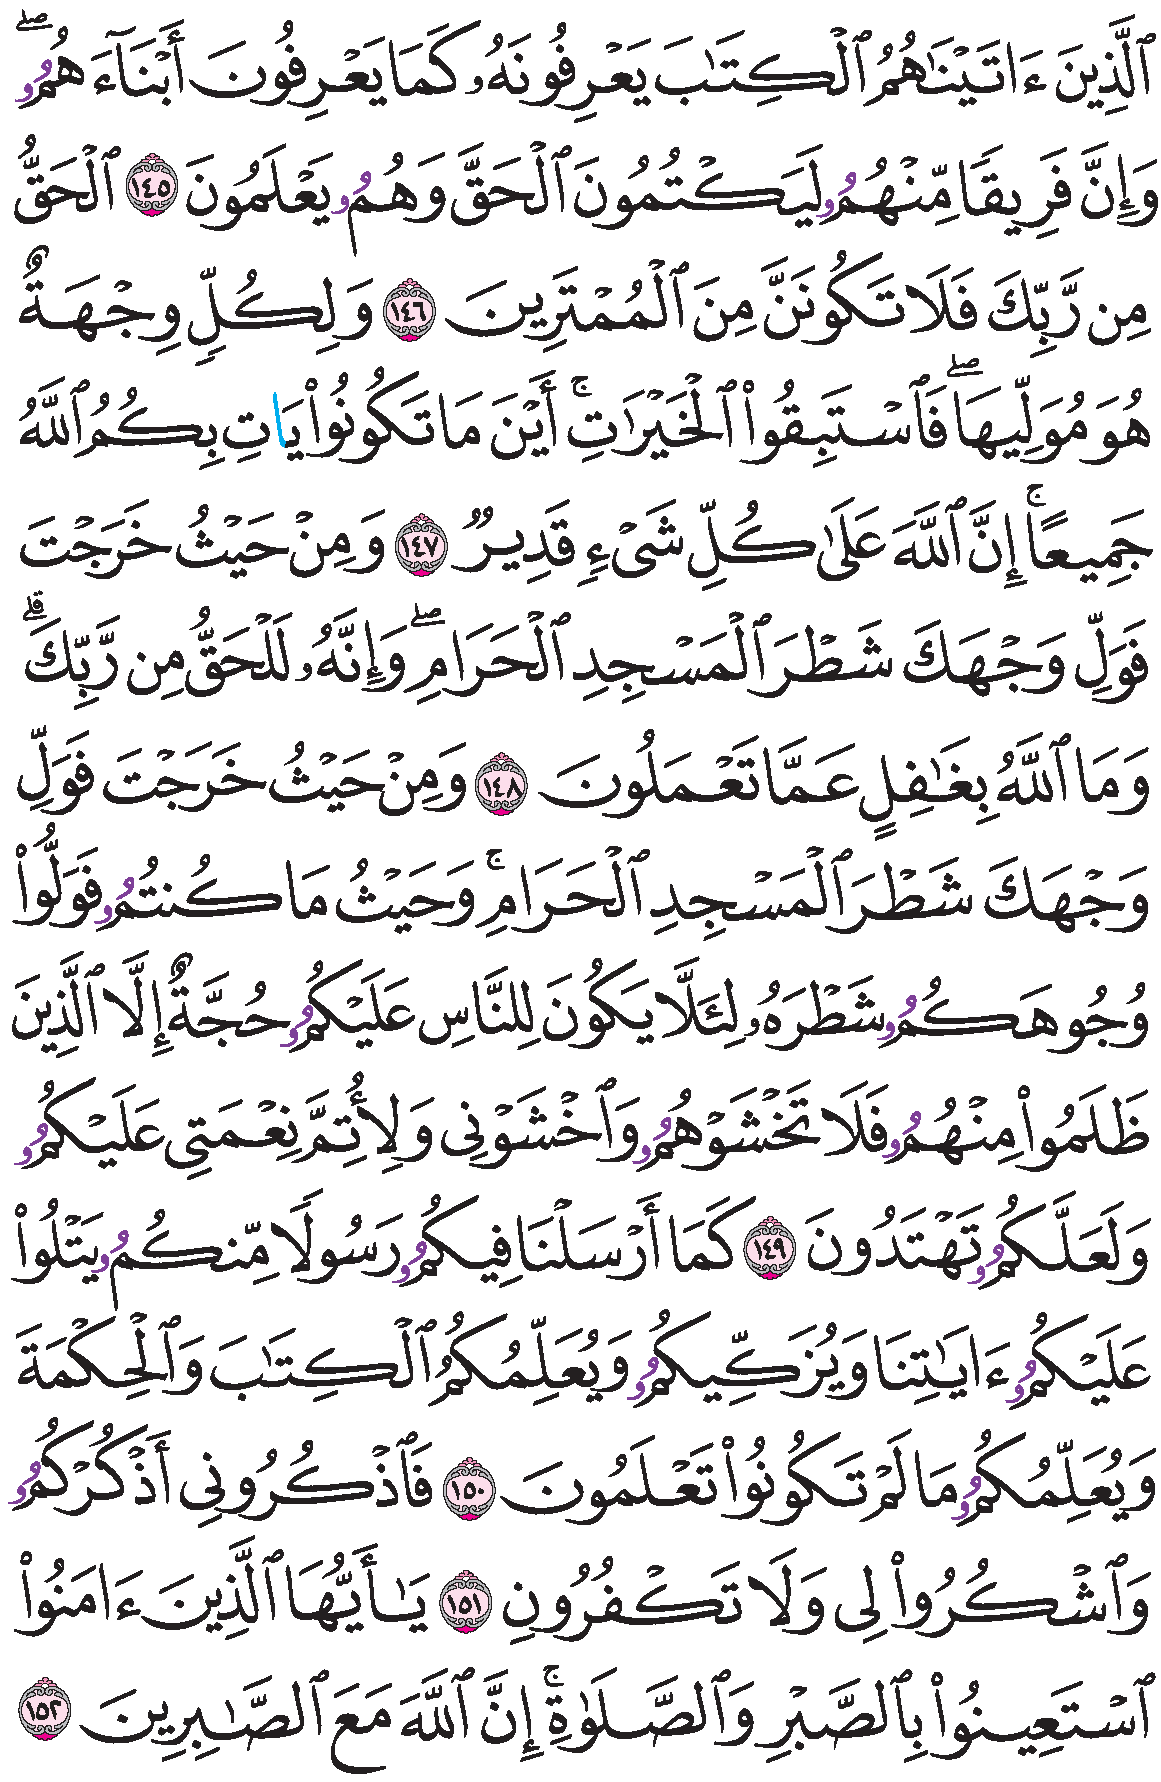 ٱلَّذِينَ ءَاتَيْنَٰهُمُ ٱلْكِتَٰبَ يَعْرِفُونَهُۥ كَمَا يَعْرِفُونَ أَبْنَآءَهُمُۥ ۖ
وَإِنَّ فَرِيقًا مِّنْهُمُۥ لَيَكْتُمُونَ ٱلْحَقَّ وَهُمُۥ يَعْلَمُونَ ١٤٥ ٱلْحَقُّ
مِن رَّبِّكَ فَلَا تَكُونَنَّ مِنَ ٱلْمُمْتَرِينَ ١٤٦ وَلِكُلٍّ وِجْهَةٌ
هُوَ مُوَلِّيهَا ۖ فَٱسْتَبِقُوا۟ ٱلْخَيْرَٰتِ ۚ أَيْنَ مَا تَكُونُوا۟ يَاتِ بِكُمُ ٱللَّهُ
جَمِيعًا ۚ إِنَّ ٱللَّهَ عَلَىٰ كُلِّ شَىْءٍ قَدِيرٌ ١٤٧ وَمِنْ حَيْثُ خَرَجْتَ
فَوَلِّ وَجْهَكَ شَطْرَ ٱلْمَسْجِدِ ٱلْحَرَامِ ۖ وَإِنَّهُۥ لَلْحَقُّ مِن رَّبِّكَ ۗ
وَمَا ٱللَّهُ بِغَٰفِلٍ عَمَّا تَعْمَلُونَ ١٤٨ وَمِنْ حَيْثُ خَرَجْتَ فَوَلِّ
وَجْهَكَ شَطْرَ ٱلْمَسْجِدِ ٱلْحَرَامِ ۚ وَحَيْثُ مَا كُنتُمُۥ فَوَلُّوا۟
وُجُوهَكُمُۥ شَطْرَهُۥ لِئَلَّا يَكُونَ لِلنَّاسِ عَلَيْكُمُۥ حُجَّةٌ إِلَّا ٱلَّذِينَ
ظَلَمُوا۟ مِنْهُمُۥ فَلَا تَخْشَوْهُمُۥ وَٱخْشَوْنِى وَلِأُتِمَّ نِعْمَتِى عَلَيْكُمُۥ
وَلَعَلَّكُمُۥ تَهْتَدُونَ ١٤٩ كَمَا أَرْسَلْنَا فِيكُمُۥ رَسُولًا مِّنكُمُۥ يَتْلُوا۟
عَلَيْكُمُۥ ءَايَٰتِنَا وَيُزَكِّيكُمُۥ وَيُعَلِّمُكُمُ ٱلْكِتَٰبَ وَٱلْحِكْمَةَ
وَيُعَلِّمُكُمُۥ مَا لَمْ تَكُونُوا۟ تَعْلَمُونَ ١٥٠ فَٱذْكُرُونِى أَذْكُرْكُمُۥ
وَٱشْكُرُوا۟ لِى وَلَا تَكْفُرُونِ ١٥١ يَٰأَيُّهَا ٱلَّذِينَ ءَامَنُوا۟
ٱسْتَعِينُوا۟ بِٱلصَّبْرِ وَٱلصَّلَوٰةِ ۚ إِنَّ ٱللَّهَ مَعَ ٱلصَّٰبِرِينَ ١٥٢